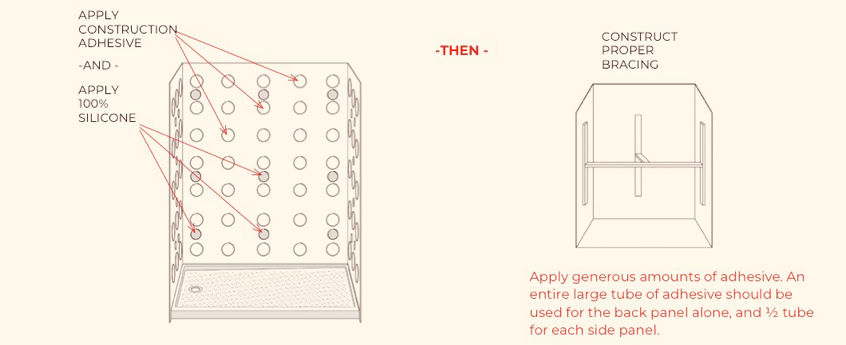 APPLY
CONSTRUCTION
ADHESIVE
-AND -
APPLY
100%
SILICONE
-THEN -
CONSTRUCT
PROPER
BRACING
Apply generous amounts of adhesive. An
entire large tube of adhesive should be
used for the back panel alone, and ½ tube
for each side panel.